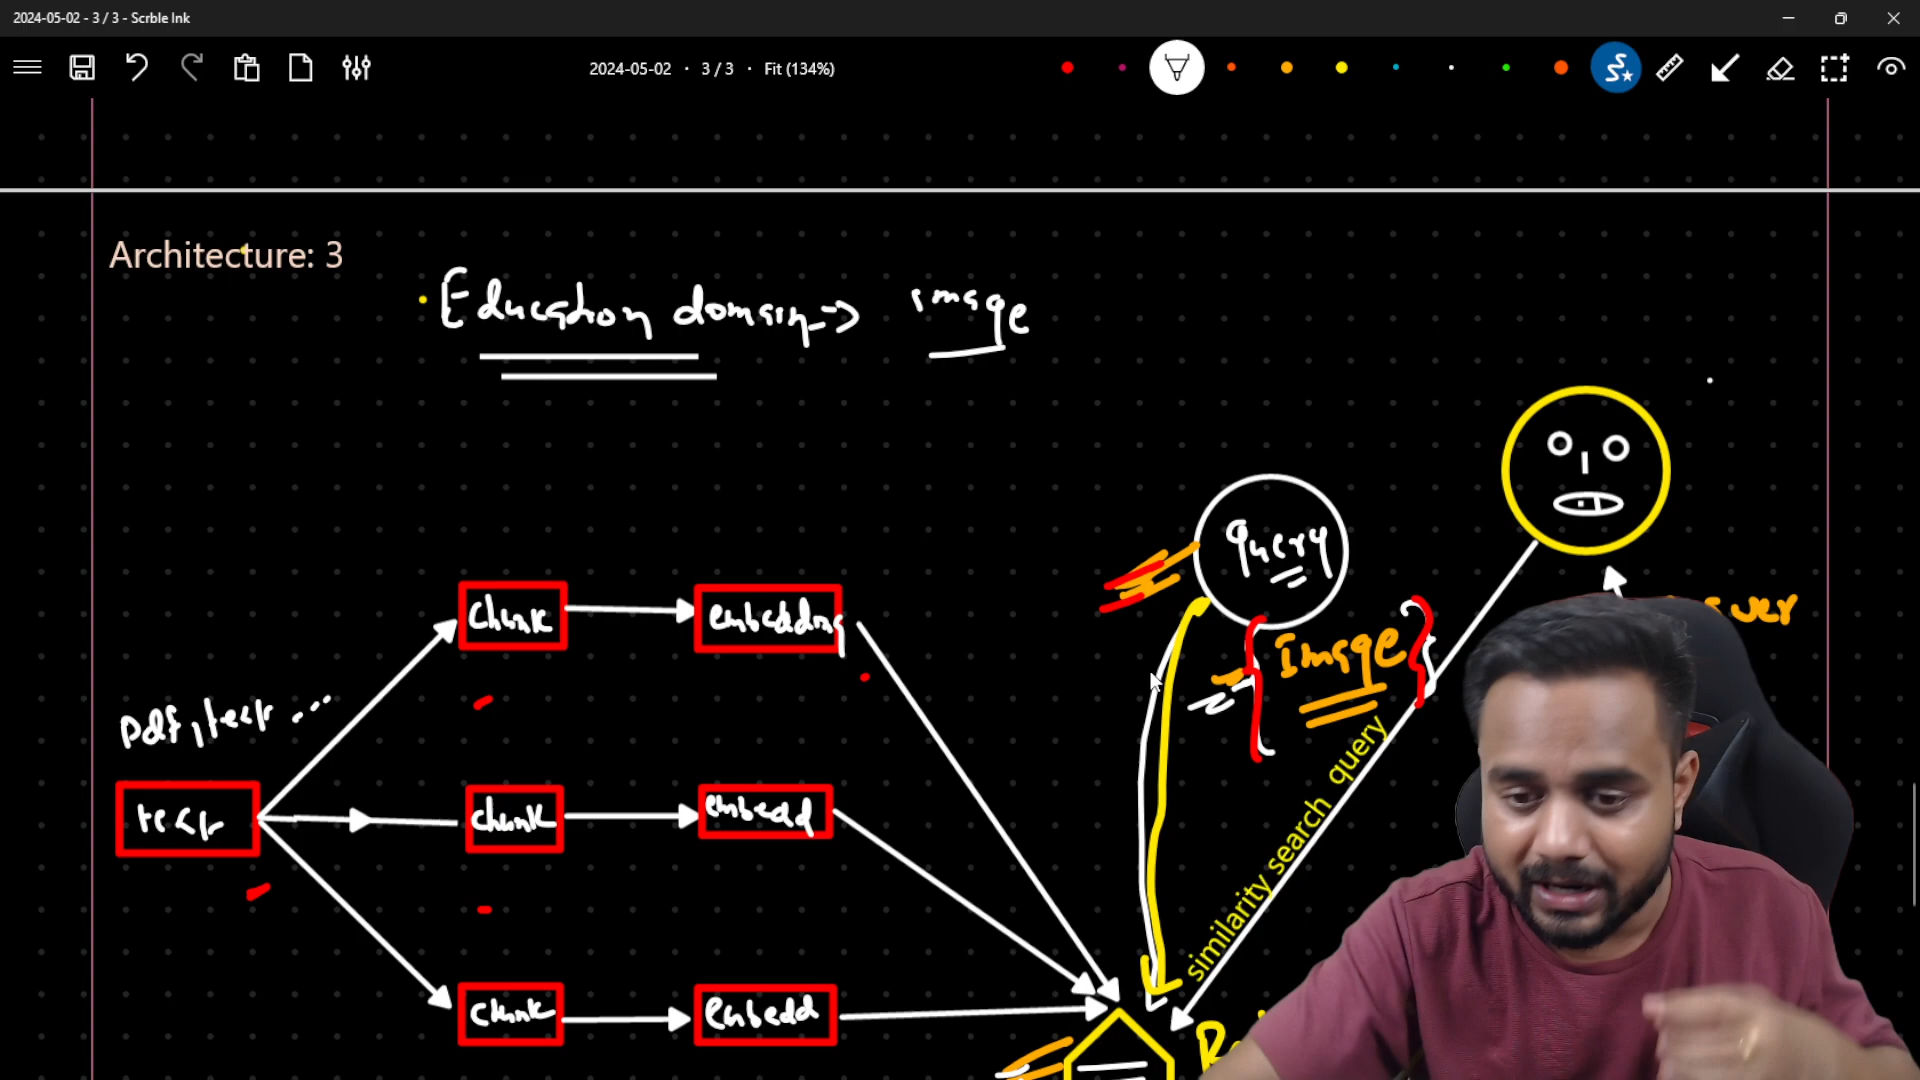 2024-05-02 - 3 / 3 - Scrble Ink
2024-05-02 · 3 / 3 · Fit (134%)
Architecture: 3
Education domain -> image
query
Image
similarity search query
Chunk
embedding
pdf, text ...
text
chunk
embedd
chunk
Embedd